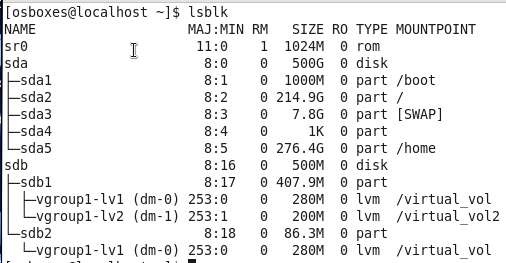 [osboxes@localhost ~]$ lsblk
NAME                      MAJ:MIN RM   SIZE RO TYPE MOUNTPOINT
sr0                        11:0    1  1024M  0 rom
sda                         8:0    0   500G  0 disk
├─sda1                      8:1    0  1000M  0 part /boot
├─sda2                      8:2    0 214.9G  0 part /
├─sda3                      8:3    0   7.8G  0 part [SWAP]
├─sda4                      8:4    0     1K  0 part
└─sda5                      8:5    0 276.4G  0 part /home
sdb                         8:16   0   500M  0 disk
├─sdb1                      8:17   0 407.9M  0 part
│ ├─vgroup1-lv1 (dm-0) 253:0    0   280M  0 lvm  /virtual_vol
│ └─vgroup1-lv2 (dm-1) 253:1    0   200M  0 lvm  /virtual_vol2
└─sdb2                      8:18   0  86.3M  0 part
  └─vgroup1-lv1 (dm-0) 253:0    0   280M  0 lvm  /virtual_vol
[osboxes@localhost ~]$